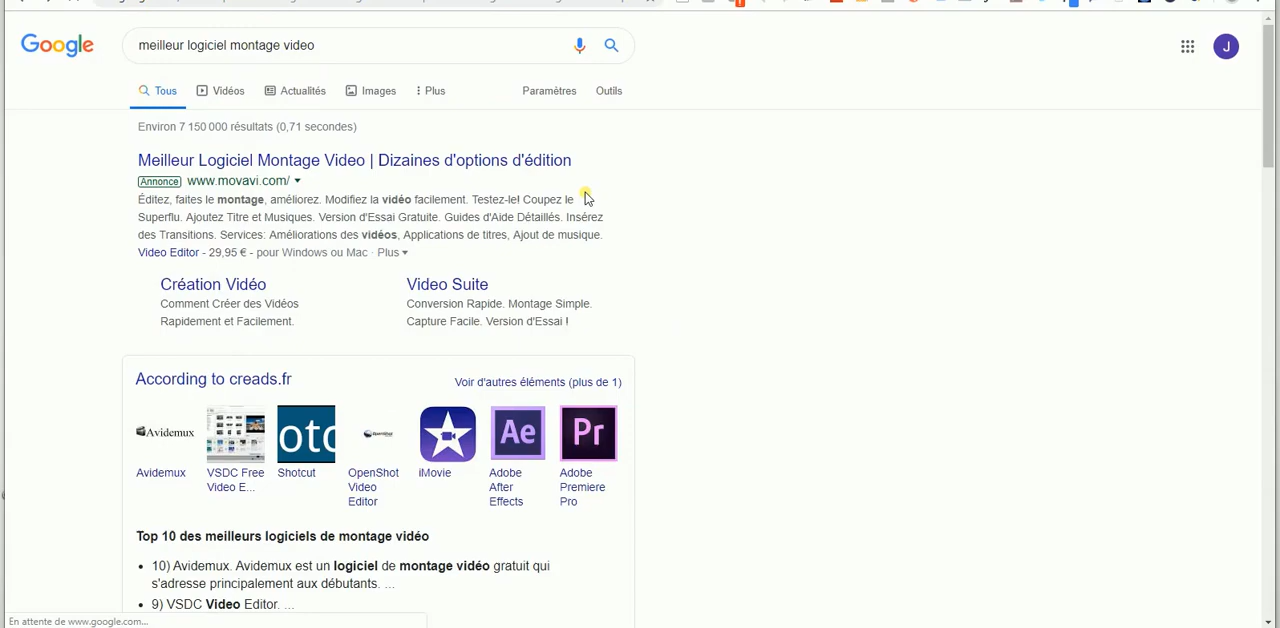 Google
meilleur logiciel montage video
J
Tous
Vidéos
Actualités
Images
Plus
Paramètres
Outils
Environ 7 150 000 résultats (0,71 secondes)
Meilleur Logiciel Montage Video | Dizaines d'options d'édition
Annonce www.movavi.com/
Éditez, faites le montage, améliorez. Modifiez la vidéo facilement. Testez-le! Coupez le
Superflu. Ajoutez Titre et Musiques. Version d'Essai Gratuite. Guides d'Aide Détaillés. Insérez
des Transitions. Services: Améliorations des vidéos, Applications de titres, Ajout de musique.
Video Editor - 29,95 € - pour Windows ou Mac · Plus
Création Vidéo
Comment Créer des Vidéos
Rapidement et Facilement.
Video Suite
Conversion Rapide. Montage Simple.
Capture Facile. Version d'Essai !
According to creads.fr
Voir d'autres éléments (plus de 1)
Avidemux
otc
OpenShot
Ae
Pr
Avidemux
VSDC Free
Video E...
Shotcut
OpenShot
Video
Editor
iMovie
Adobe
After
Effects
Adobe
Premiere
Pro
Top 10 des meilleurs logiciels de montage vidéo
• 10) Avidemux. Avidemux est un logiciel de montage vidéo gratuit qui
s'adresse principalement aux débutants. ...
• 9) VSDC Video Editor. ...
En attente de www.google.com...